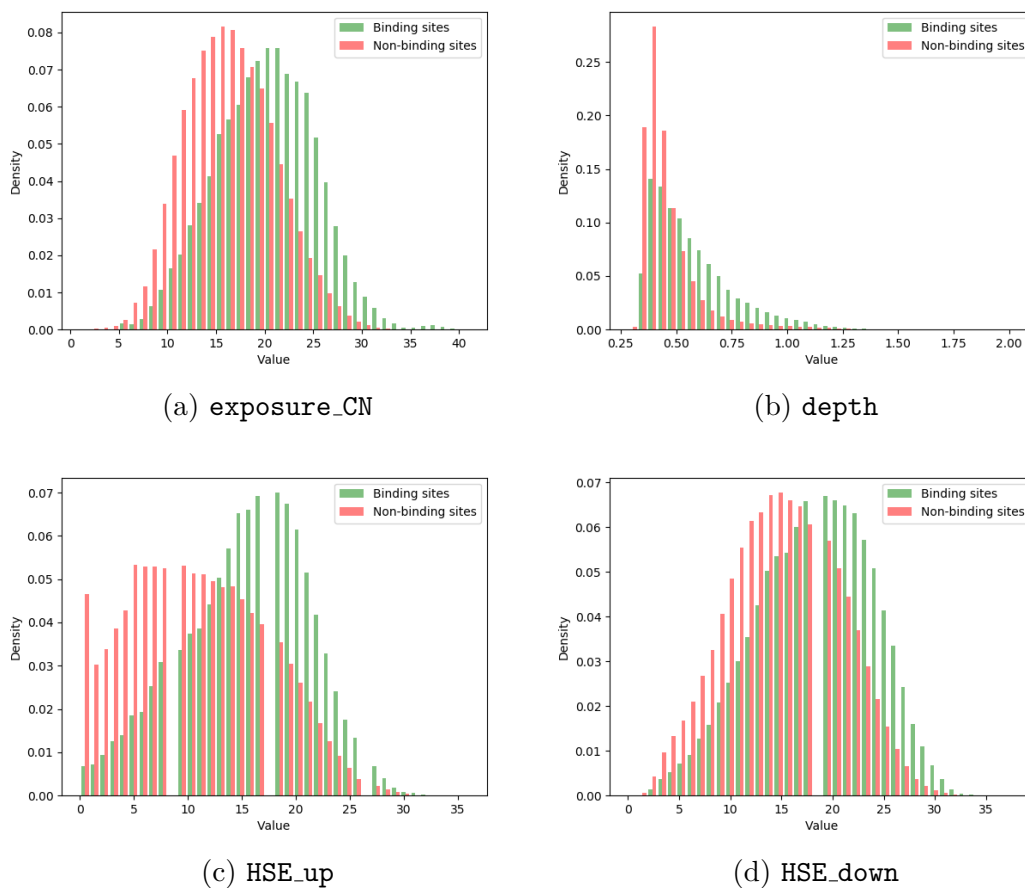 0.08
0.07
0.06
0.05
0.04
0.03
0.02
0.01
0.00
Density
0 5 10 15 20 25 30 35 40
Value
Binding sites
Non-binding sites
(a) exposure_CN
0.25
0.20
0.15
0.10
0.05
0.00
Density
0.25 0.50 0.75 1.00 1.25 1.50 1.75 2.00
Value
Binding sites
Non-binding sites
(b) depth
0.07
0.06
0.05
0.04
0.03
0.02
0.01
0.00
Density
0 5 10 15 20 25 30 35
Value
Binding sites
Non-binding sites
(c) HSE_up
0.07
0.06
0.05
0.04
0.03
0.02
0.01
0.00
Density
0 5 10 15 20 25 30 35
Value
Binding sites
Non-binding sites
(d) HSE_down